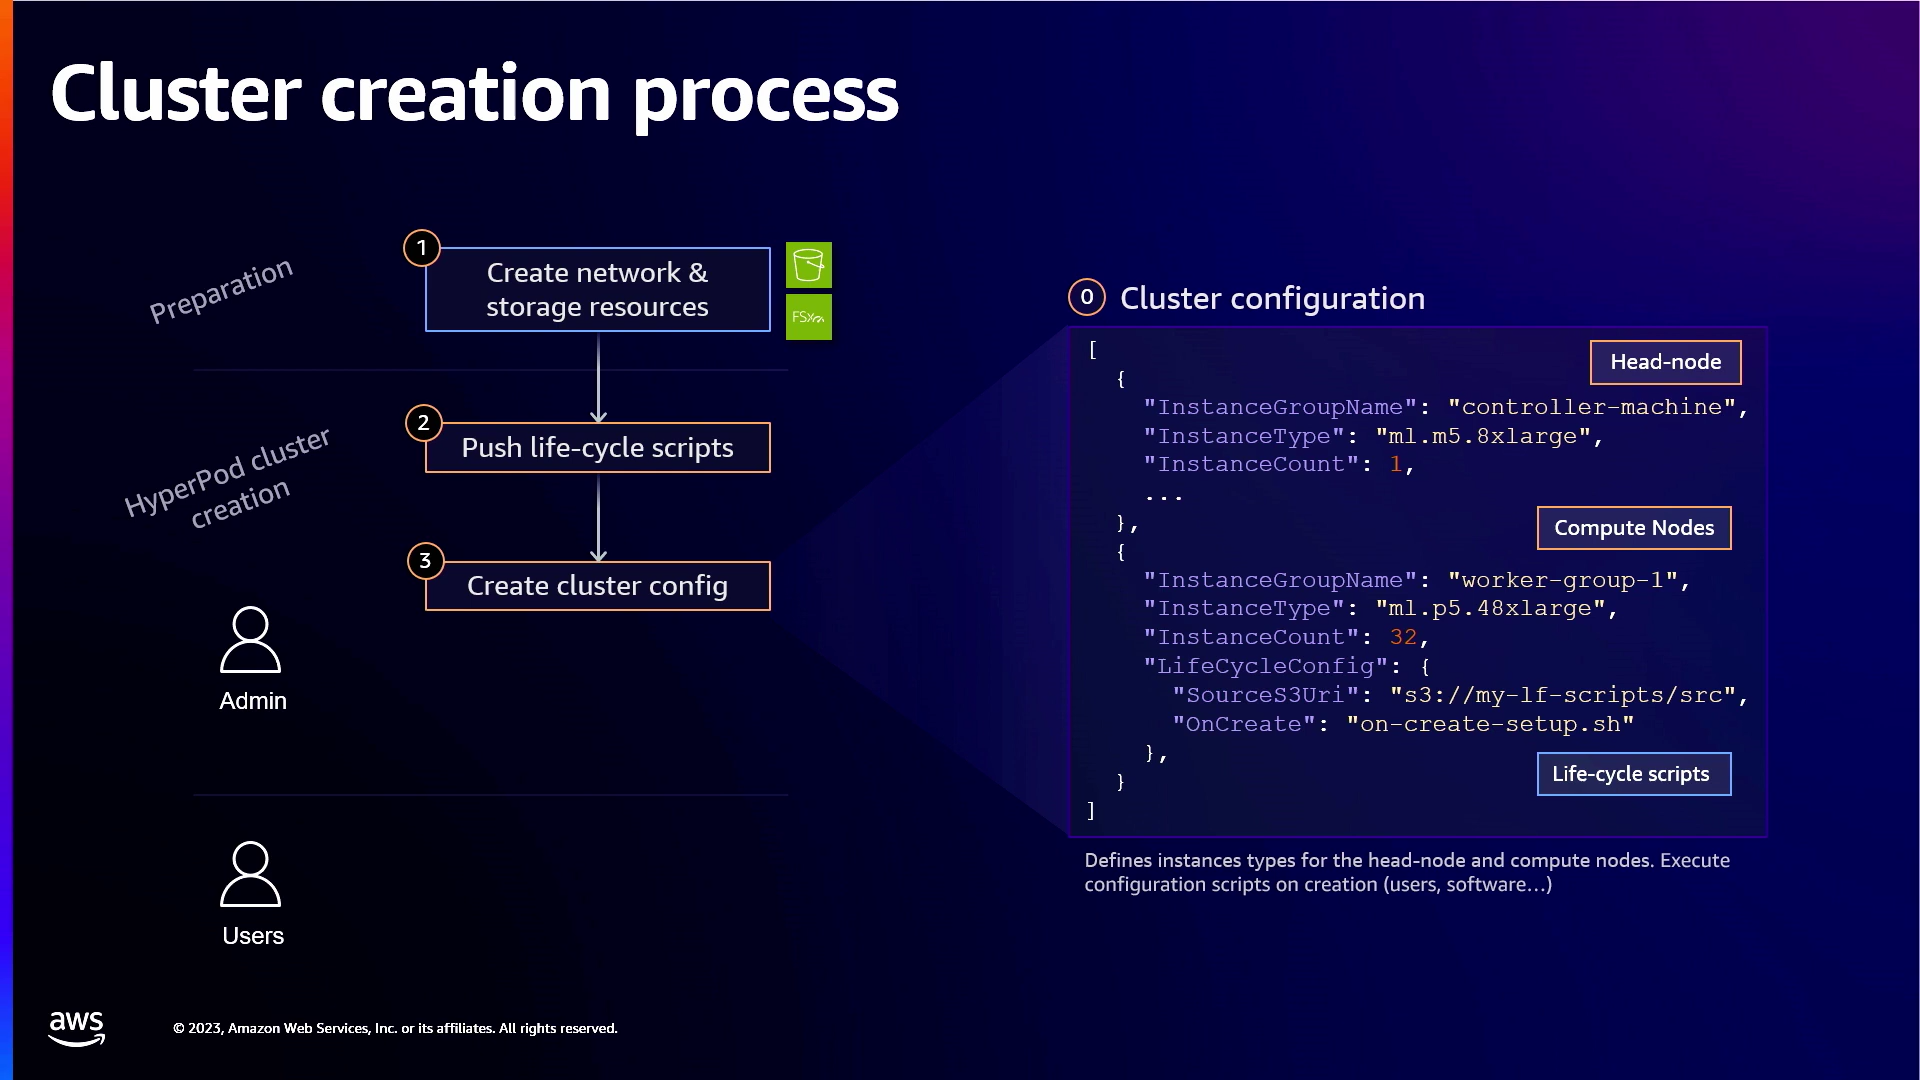 Cluster creation process
Preparation
1
Create network &
storage resources
FSx
HyperPod cluster
creation
2
Push life-cycle scripts
3
Create cluster config
Admin
Users
0 Cluster configuration
[
{
"InstanceGroupName": "controller-machine",
"InstanceType": "ml.m5.8xlarge",
"InstanceCount": 1,
...
},
Head-node
{
"InstanceGroupName": "worker-group-1",
"InstanceType": "ml.p5.48xlarge",
"InstanceCount": 32,
"LifeCycleConfig": {
"SourceS3Uri": "s3://my-lf-scripts/src",
"OnCreate": "on-create-setup.sh"
},
}
]
Compute Nodes
Life-cycle scripts
Defines instances types for the head-node and compute nodes. Execute
configuration scripts on creation (users, software...)
aws
© 2023, Amazon Web Services, Inc. or its affiliates. All rights reserved.